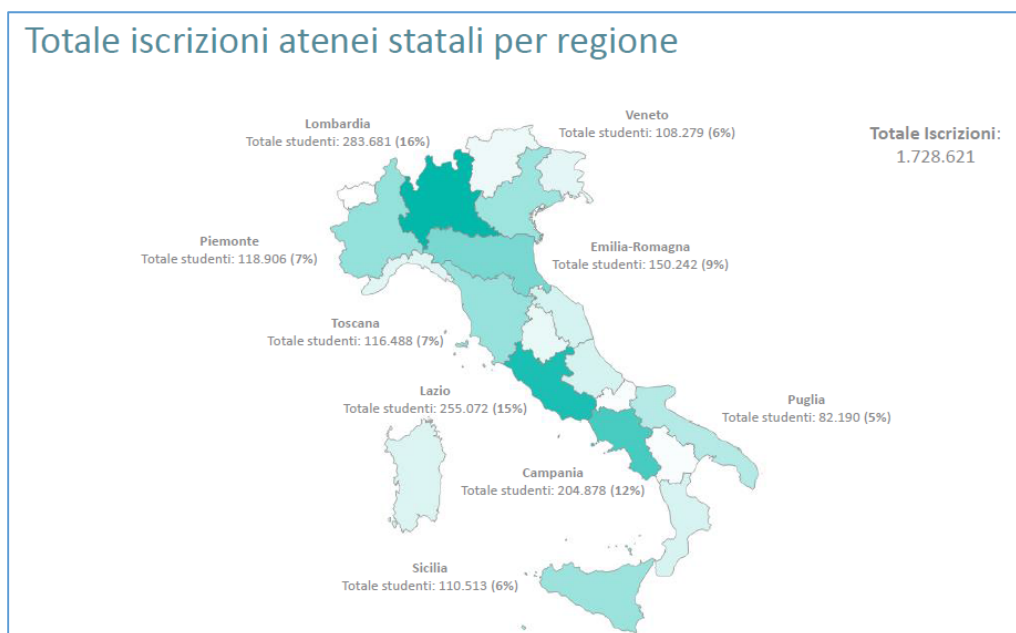 Totale iscrizioni atenei statali per regione
Lombardia
Totale studenti: 283.681 (16%)
Veneto
Totale studenti: 108.279 (6%)
Totale Iscrizioni:
1.728.621
Piemonte
Totale studenti: 118.906 (7%)
Emilia-Romagna
Totale studenti: 150.242 (9%)
Toscana
Totale studenti: 116.488 (7%)
Lazio
Totale studenti: 255.072 (15%)
Puglia
Totale studenti: 82.190 (5%)
Campania
Totale studenti: 204.878 (12%)
Sicilia
Totale studenti: 110.513 (6%)